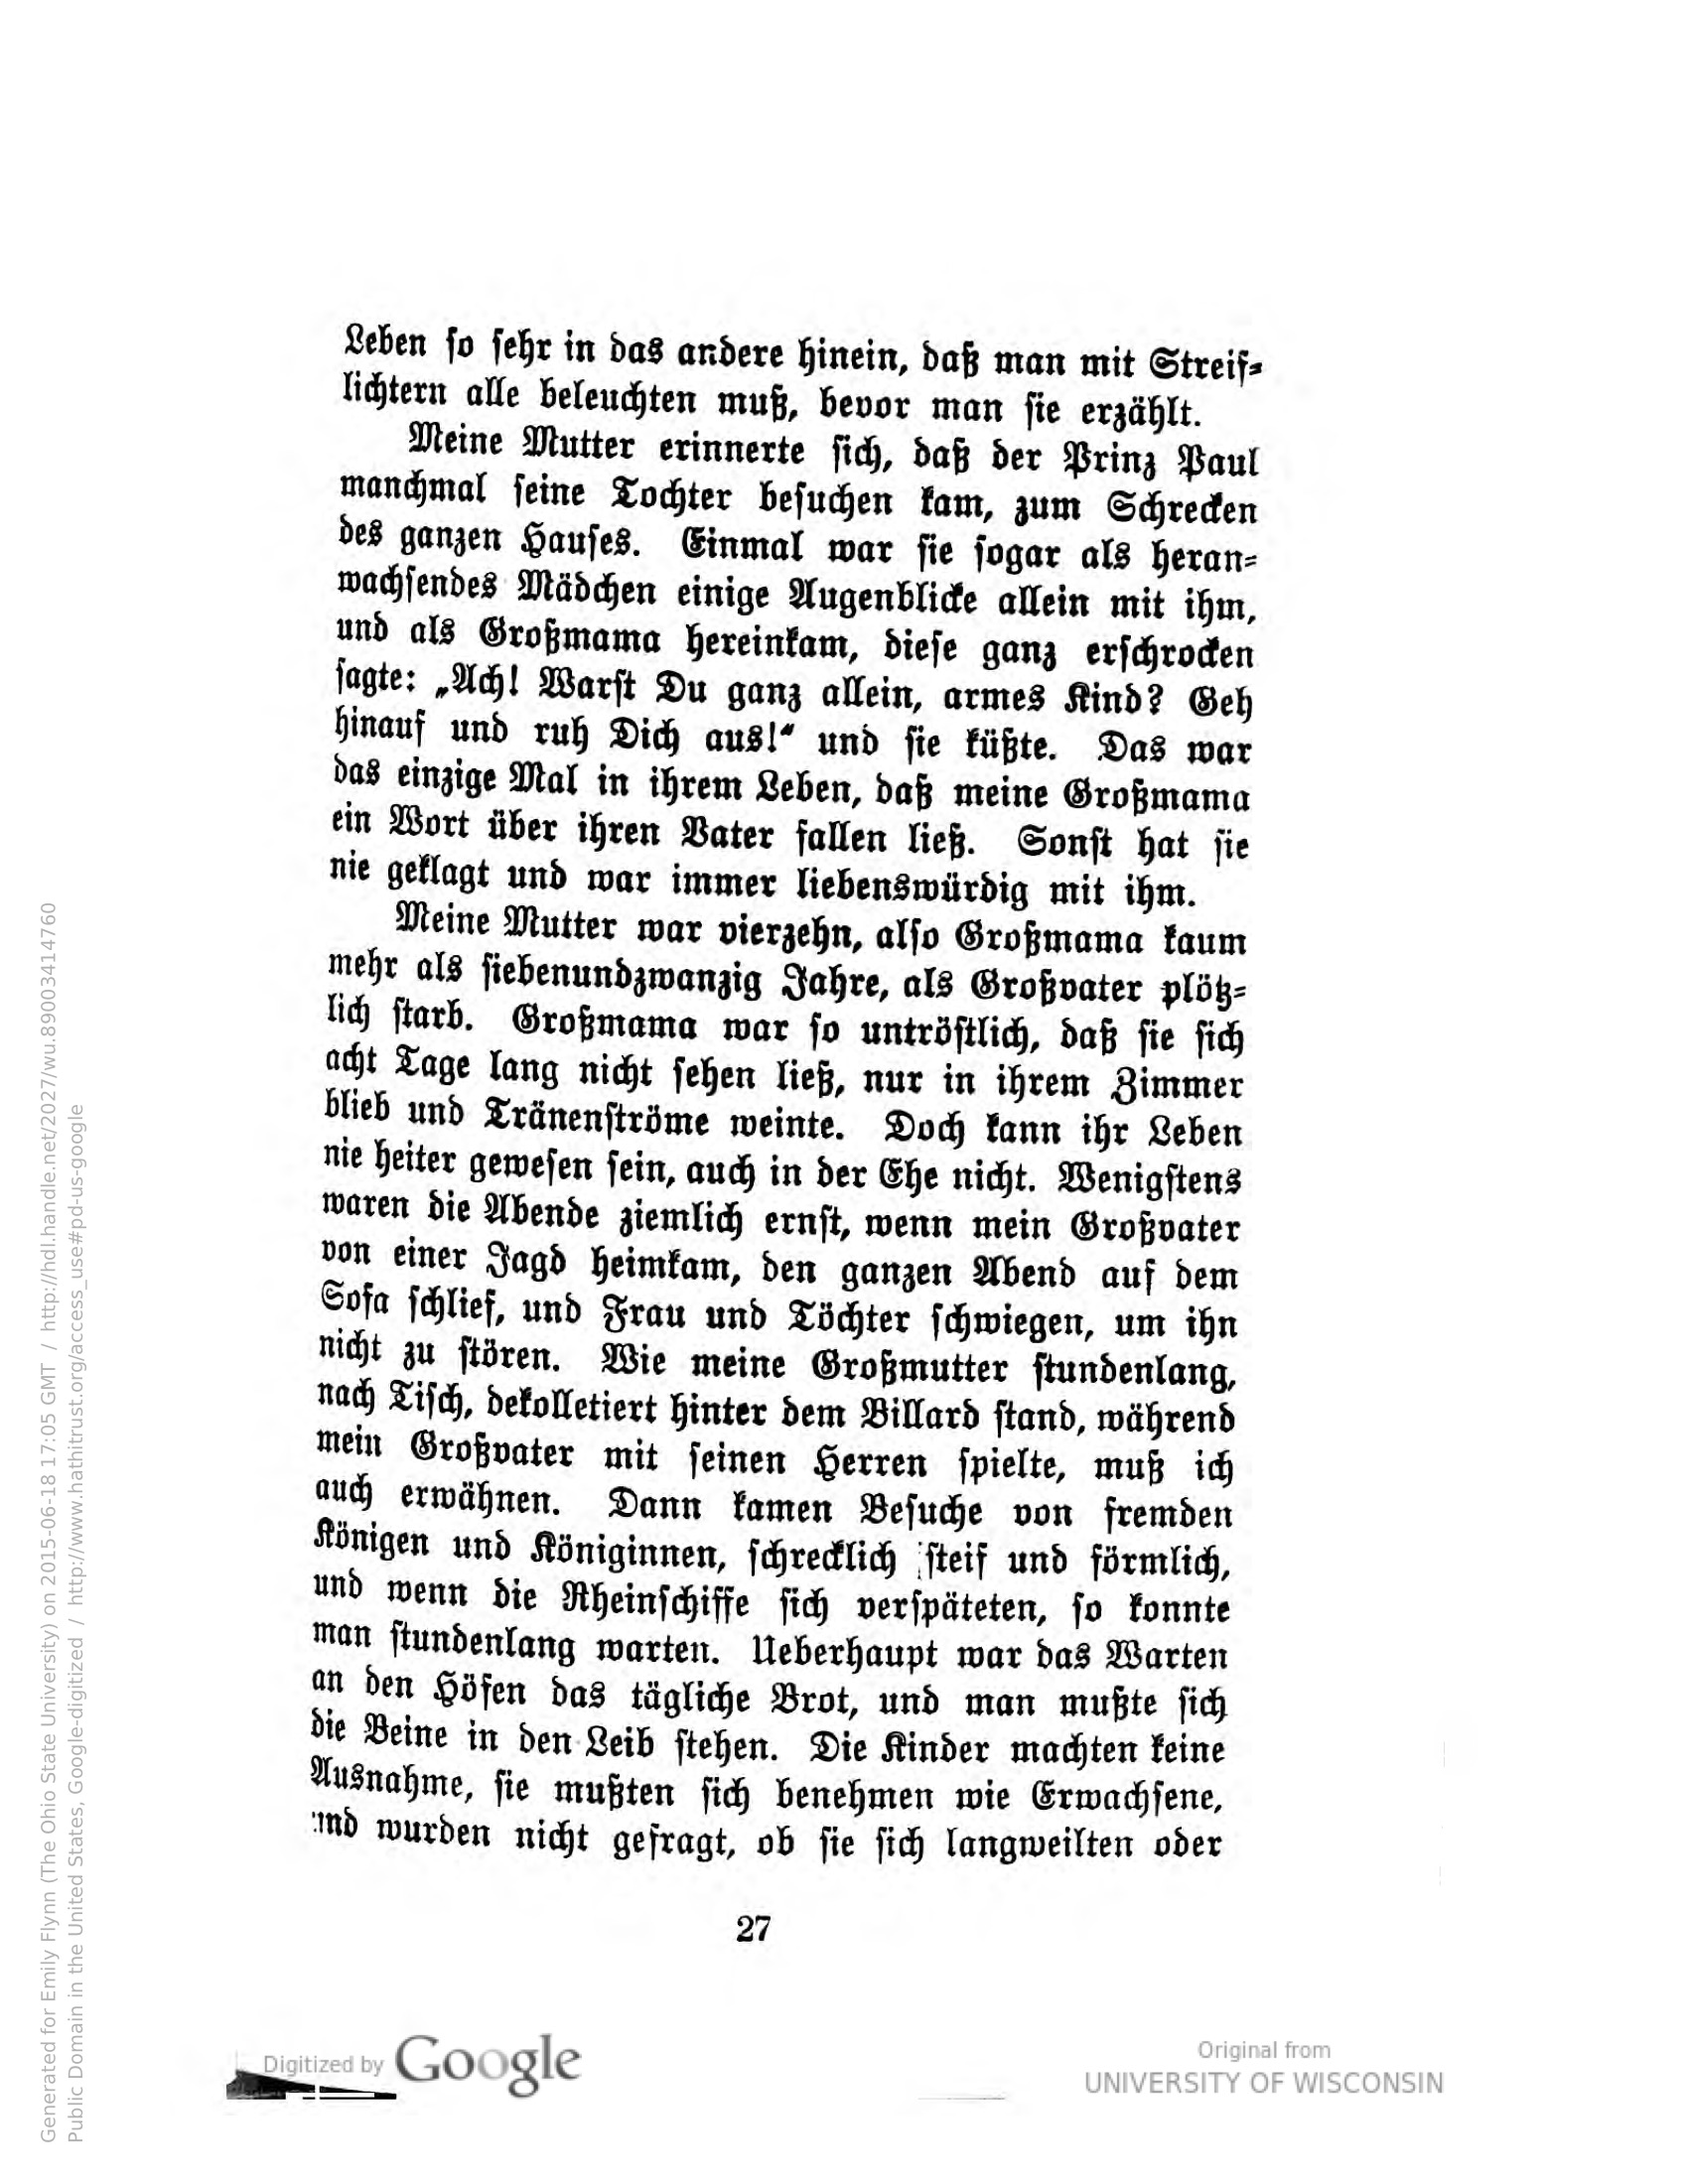 Leben so sehr in das andere hinein, daß man mit Streif-
lichtern alle beleuchten muß, bevor man sie erzählt.
Meine Mutter erinnerte sich, daß der Prinz Paul
manchmal seine Tochter besuchen kam, zum Schrecken
des ganzen Hauses. Einmal war sie sogar als heran-
wachsendes Mädchen einige Augenblicke allein mit ihm,
und als Großmama hereinkam, diese ganz erschrocken
sagte: „Ach! Warst Du ganz allein, armes Kind? Geh
hinauf und ruh Dich aus!“ und sie küßte. Das war
das einzige Mal in ihrem Leben, daß meine Großmama
ein Wort über ihren Vater fallen ließ. Sonst hat sie
nie geklagt und war immer liebenswürdig mit ihm.
Meine Mutter war vierzehn, also Großmama kaum
mehr als siebenundzwanzig Jahre, als Großvater plötz-
lich starb. Großmama war so untröstlich, daß sie sich
acht Tage lang nicht sehen ließ, nur in ihrem Zimmer
blieb und Tränenströme weinte. Doch kann ihr Leben
nie heiter gewesen sein, auch in der Ehe nicht. Wenigstens
waren die Abende ziemlich ernst, wenn mein Großvater
von einer Jagd heimkam, den ganzen Abend auf dem
Sofa schlief, und Frau und Töchter schwiegen, um ihn
nicht zu stören. Wie meine Großmutter stundenlang,
nach Tisch, dekolletiert hinter dem Billard stand, während
mein Großvater mit seinen Herren spielte, muß ich
auch erwähnen. Dann kamen Besuche von fremden
Königen und Königinnen, schrecklich steif und förmlich,
und wenn die Rheinschiffe sich verspäteten, so konnte
man stundenlang warten. Ueberhaupt war das Warten
an den Höfen das tägliche Brot, und man mußte sich
die Beine in den Leib stehen. Die Kinder machten keine
Ausnahme, sie mußten sich benehmen wie Erwachsene,
und wurden nicht gefragt, ob sie sich langweilten oder
27
Digitized by Google
Original from
UNIVERSITY OF WISCONSIN
Generated for Emily Flynn (The Ohio State University) on 2015-06-18 17:05 GMT / http://hdl.handle.net/2027/wu.89003414760
Public Domain in the United States, Google-digitized / http://www.hathitrust.org/access_use#pd-us-google